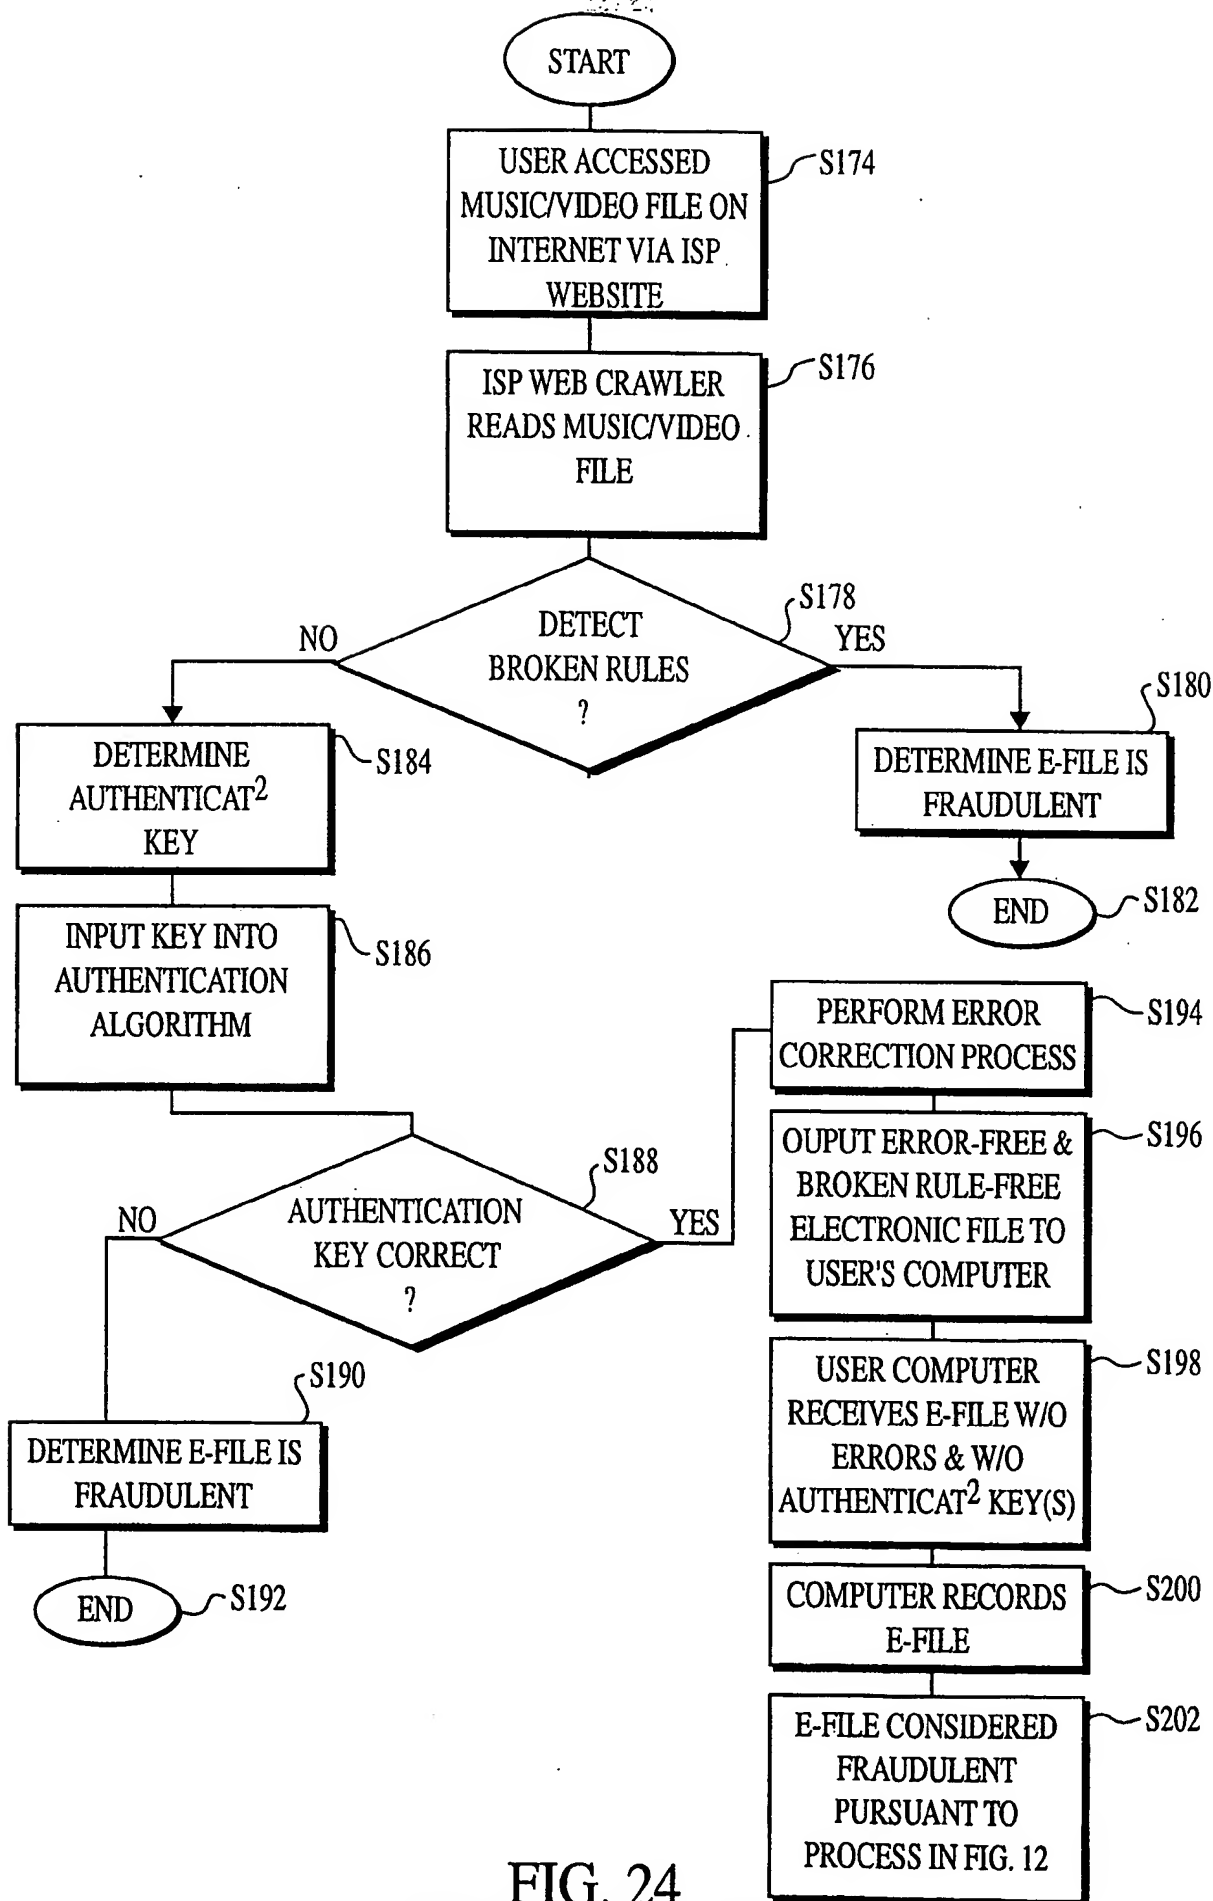 START
USER ACCESSED
MUSIC/VIDEO FILE ON
INTERNET VIA ISP
WEBSITE
S174
ISP WEB CRAWLER
READS MUSIC/VIDEO
FILE
S176
DETECT
BROKEN RULES
?
S178
NO
YES
DETERMINE
AUTHENTICAT²
KEY
S184
DETERMINE E-FILE IS
FRAUDULENT
S180
END
S182
INPUT KEY INTO
AUTHENTICATION
ALGORITHM
S186
AUTHENTICATION
KEY CORRECT
?
S188
NO
YES
DETERMINE E-FILE IS
FRAUDULENT
S190
END
S192
PERFORM ERROR
CORRECTION PROCESS
S194
OUPUT ERROR-FREE &
BROKEN RULE-FREE
ELECTRONIC FILE TO
USER'S COMPUTER
S196
USER COMPUTER
RECEIVES E-FILE W/O
ERRORS & W/O
AUTHENTICAT² KEY(S)
S198
COMPUTER RECORDS
E-FILE
S200
E-FILE CONSIDERED
FRAUDULENT
PURSUANT TO
PROCESS IN FIG. 12
S202
FIG. 24